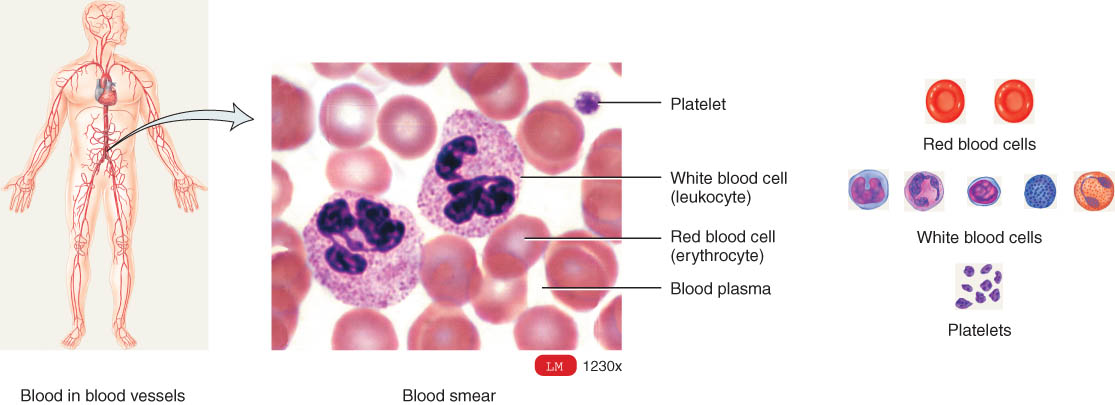 Platelet
White blood cell
(leukocyte)
Red blood cell
(erythrocyte)
Blood plasma
LM 1230x
Blood in blood vessels
Blood smear
Red blood cells
White blood cells
Platelets